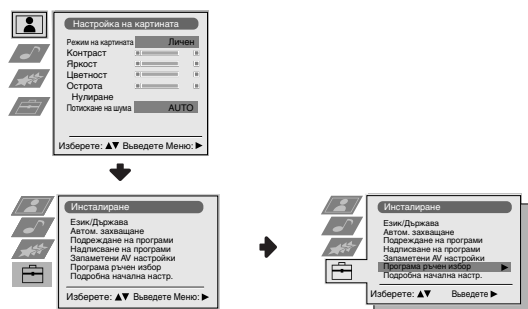 Настройка на картината
Режим на картината Личен
Контраст
Яркост
Цветност
Острота
Нулиране
Потискане на шума AUTO
Изберете: ▲▼ Въведете Меню: ▶
Инсталиране
Език/Държава
Автом. захващане
Подреждане на програми
Надписване на програми
Запаметени AV настройки
Програма ръчен избор
Подробна начална настр.
Изберете: ▲▼ Въведете Меню: ▶
Инсталиране
Език/Държава
Автом. захващане
Подреждане на програми
Надписване на програми
Запаметени AV настройки
Програма ръчен избор ▶
Подробна начална настр.
Изберете: ▲▼ Въведете ▶